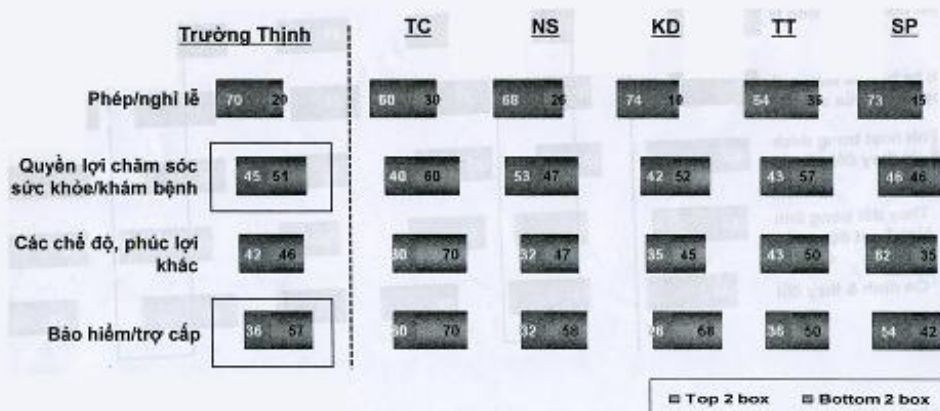 Trường Thịnh TC NS KD TT SP
Phép/nghỉ lễ 70 20 60 30 68 26 74 64 73 15
Quyền lợi chăm sóc
sức khỏe/khám bệnh 45 51 40 60 53 47 42 52 43 57 46 46
Các chế độ, phúc lợi
khác 42 46 30 70 32 47 35 45 43 50 62 35
Bảo hiểm/trợ cấp 36 57 30 70 32 58 68 36 50 54 42
Top 2 box Bottom 2 box